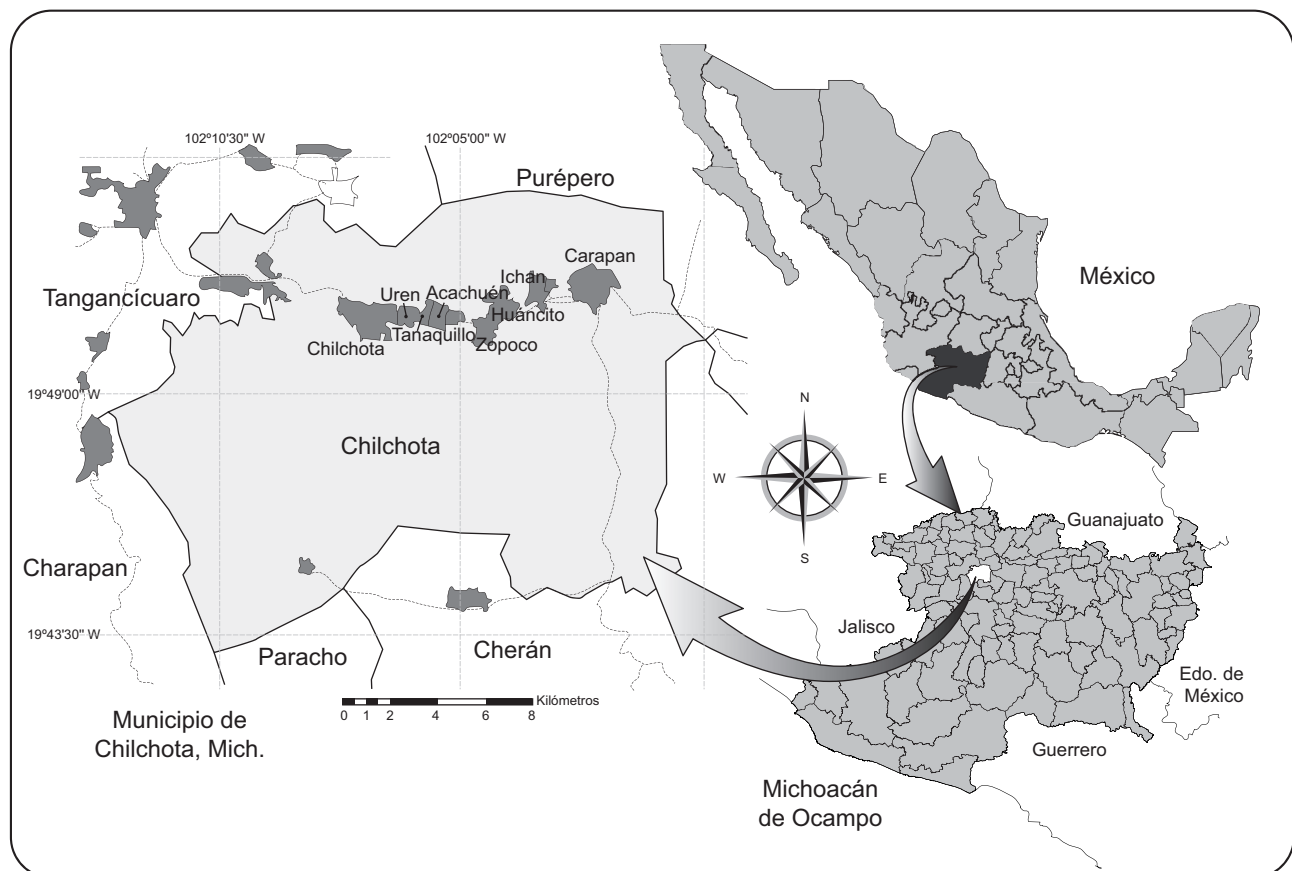 102º10'30" W
102º05'00" W
Purépero
Carapan
Ichán
México
Tangancícuaro
Uren
Acachuén
Huáncito
Tanaquillo
Chilchota
Zopoco
19º49'00" W
N
Chilchota
W
E
Guanajuato
S
Charapan
Jalisco
19º43'30" W
Cherán
Paracho
Edo. de
México
Kilómetros
0 1 2 4 6 8
Municipio de
Chilchota, Mich.
Guerrero
Michoacán
de Ocampo